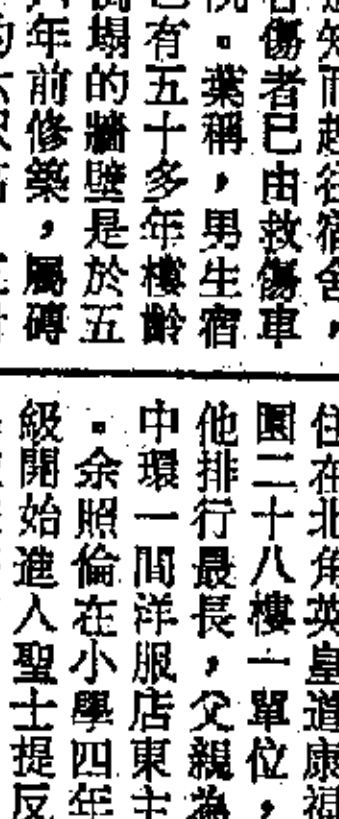 而趕往宿舍，
傷者已由救傷車
。葉稱，男生宿
有五十多年樓齡
塌的牆壁是於五
年前修築，屬磚
住在北角英皇道康福
園二十八樓一單位，
他排行最長，父親為
中環一間洋服店東主
。余照倫在小學四年
級開始進入聖士提反